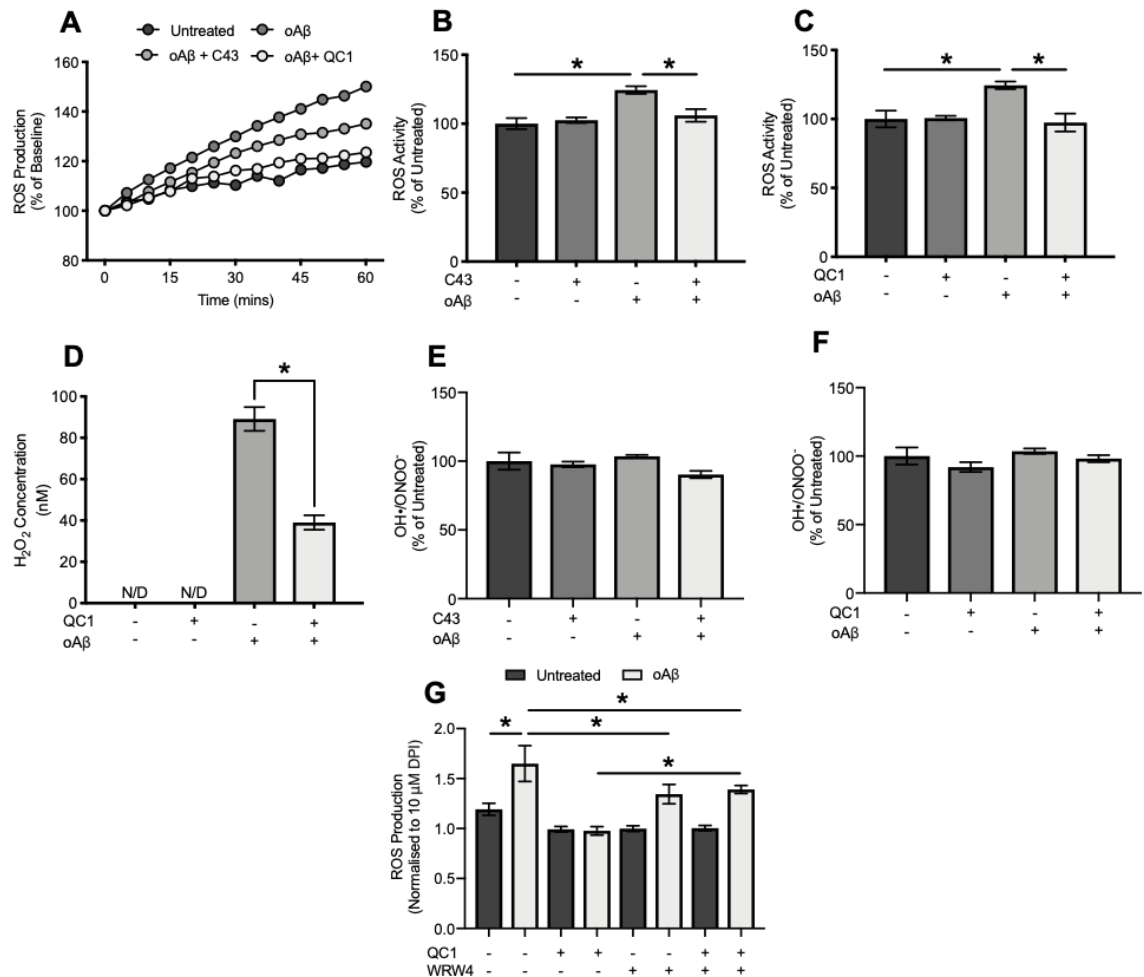 A
Untreated
oAβ
oAβ + C43
oAβ+ QC1
ROS Production
(% of Baseline)
160
140
120
100
80
0
15
30
45
60
Time (mins)
B
ROS Activity
(% of Untreated)
150
100
50
0
*
*
C43 - + - +
oAβ - - + +
C
ROS Activity
(% of Untreated)
150
100
50
0
*
*
QC1 - + - +
oAβ - - + +
D
H₂O₂ Concentration
(nM)
100
80
60
40
20
0
N/D
N/D
*
QC1 - + - +
oAβ - - + +
E
OH•/ONOO⁻
(% of Untreated)
150
100
50
0
C43 - + - +
oAβ - - + +
F
OH•/ONOO⁻
(% of Untreated)
150
100
50
0
QC1 - + - +
oAβ - - + +
G
Untreated
oAβ
ROS Production
(Normalised to 10 µM DPI)
2.0
1.5
1.0
0.5
0.0
*
*
*
*
QC1 - - + + - - + +
WRW4 - - - - + + + +